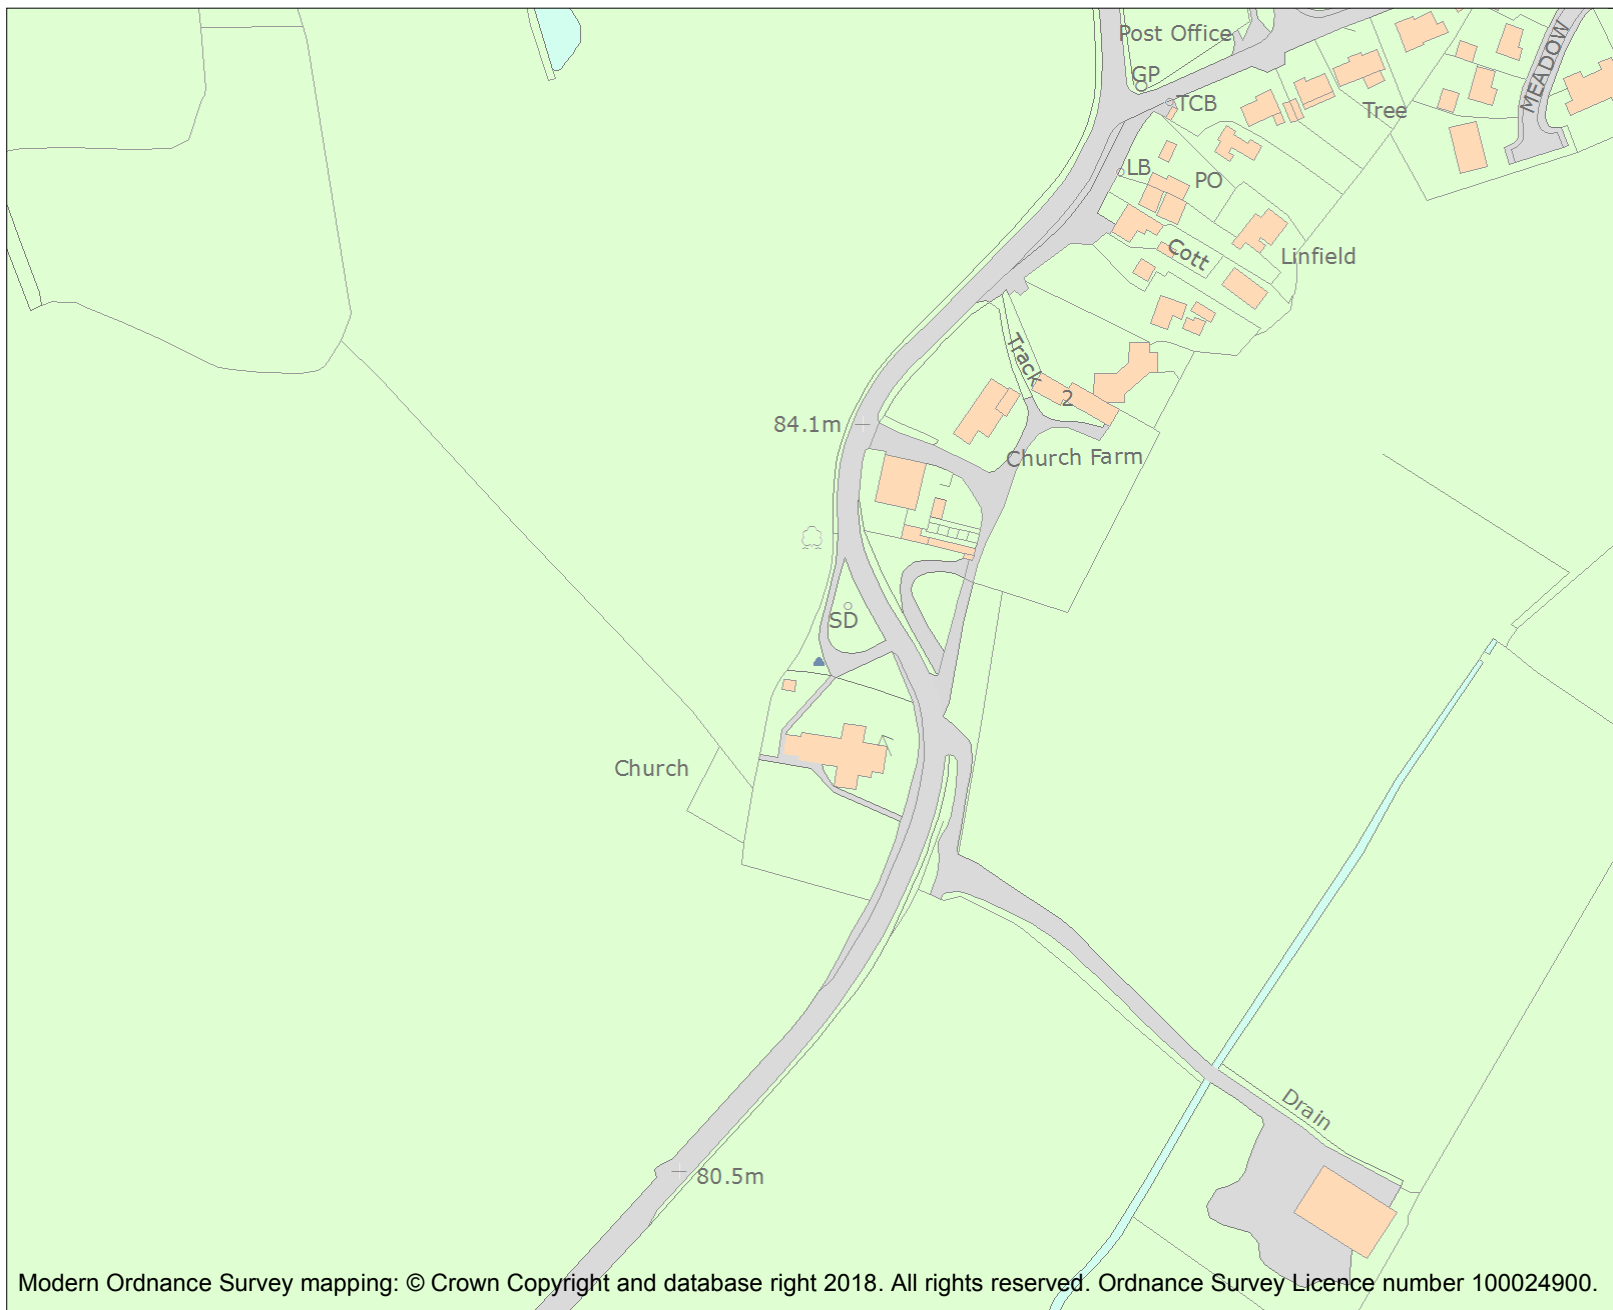 Post Office
MEADOW
GP
TCB
Tree
LB
PO
Cott
Linfield
Track
2
84.1m
Church Farm
SD
Church
Drain
80.5m
Modern Ordnance Survey mapping: © Crown Copyright and database right 2018. All rights reserved. Ordnance Survey Licence number 100024900.